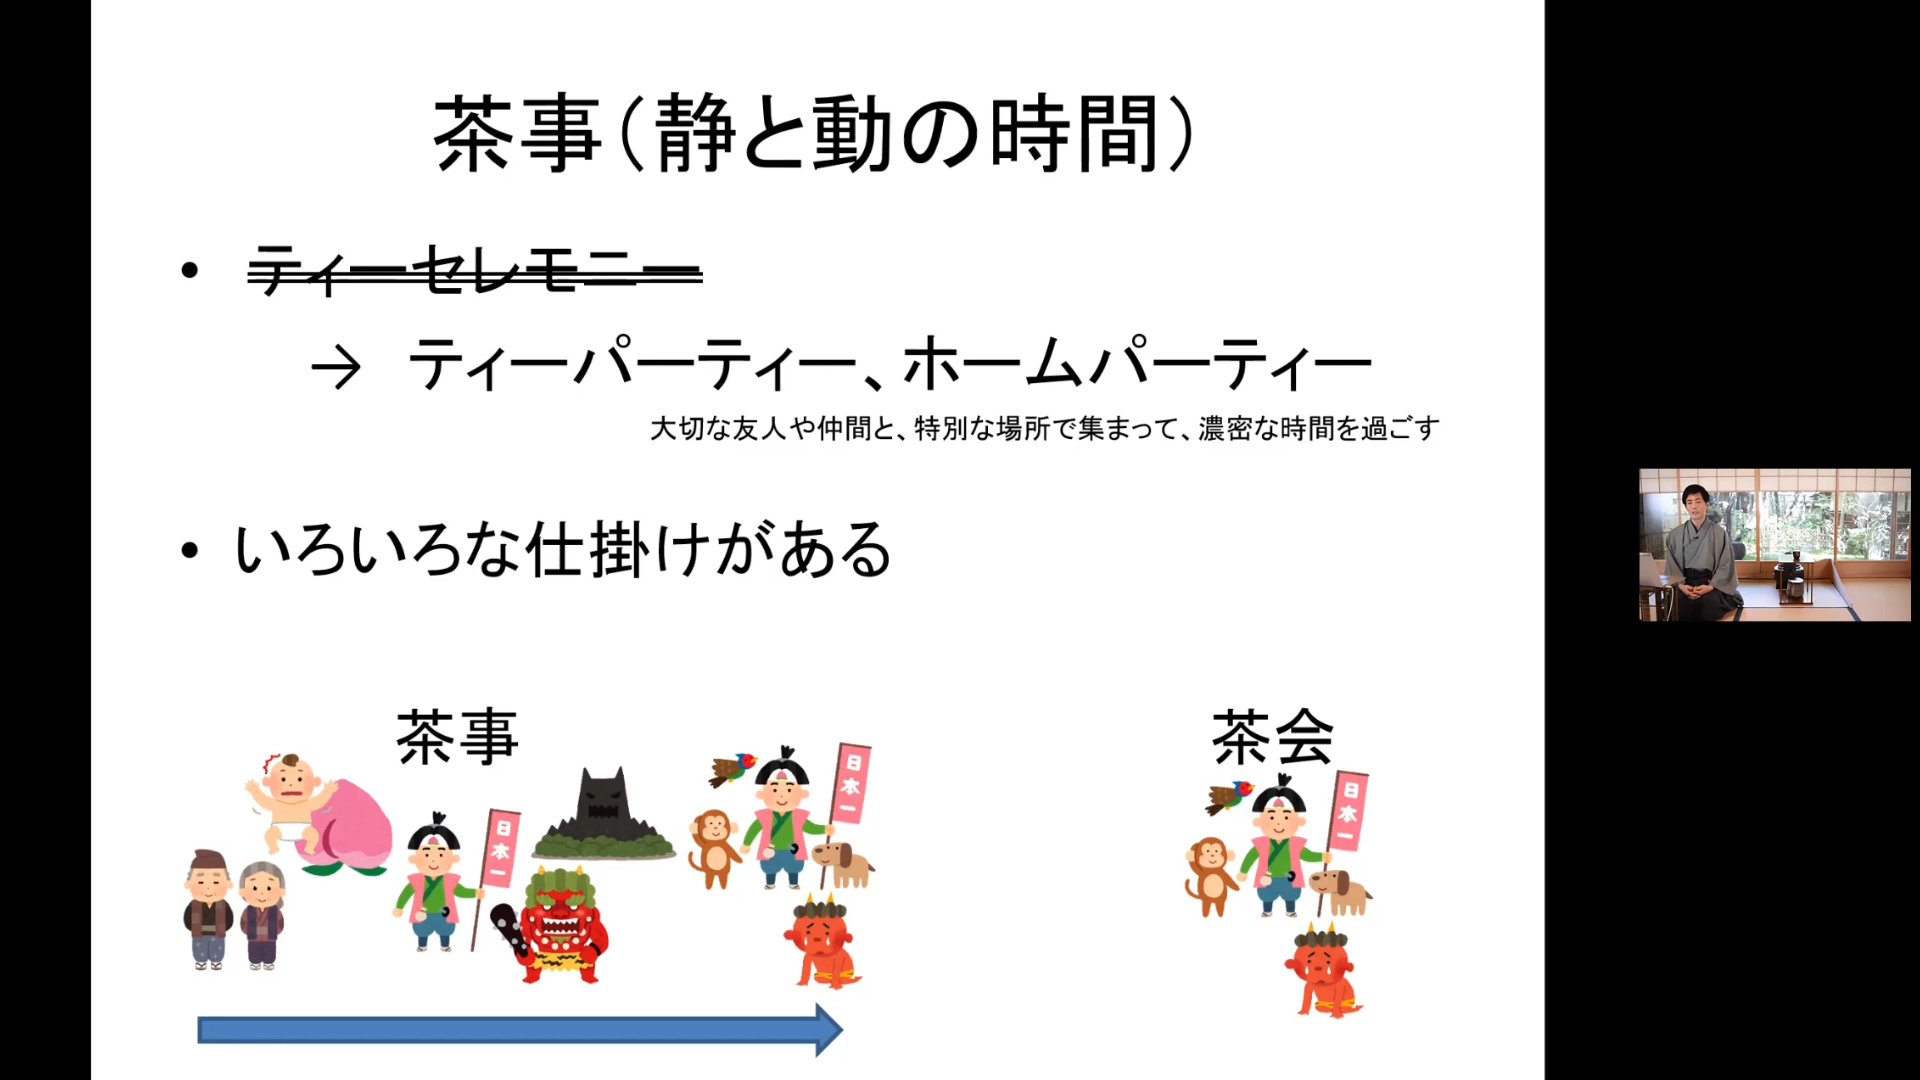 茶事（静と動の時間）
• ティーセレモニー
→ ティーパーティー、ホームパーティー
大切な友人や仲間と、特別な場所で集まって、濃密な時間を過ごす
• いろいろな仕掛けがある
茶事
茶会
日本一
日本一
日本一